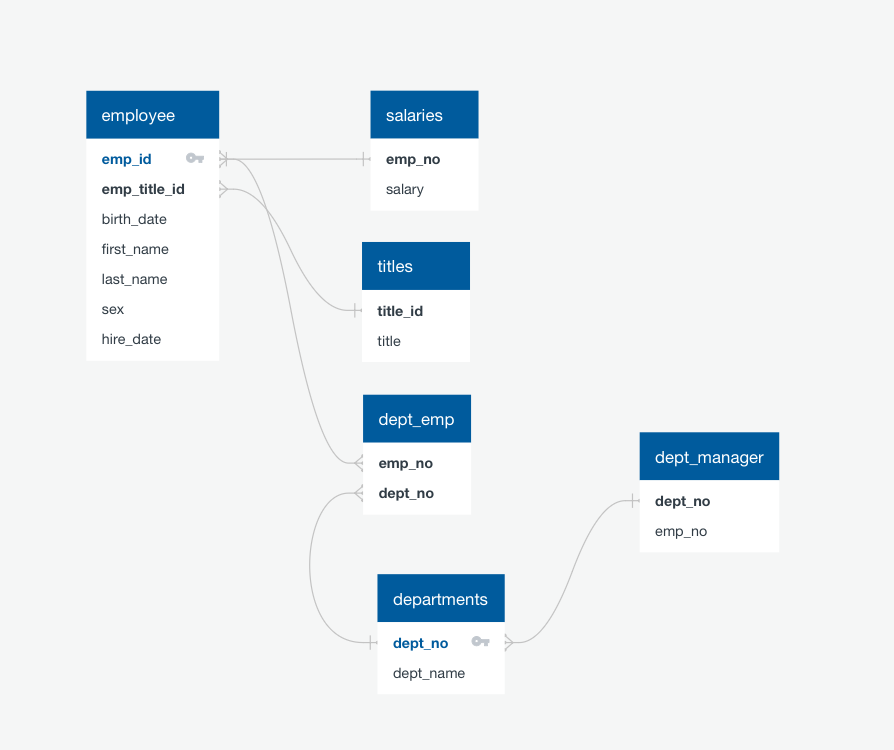 employee
emp_id
emp_title_id
birth_date
first_name
last_name
sex
hire_date
salaries
emp_no
salary
titles
title_id
title
dept_emp
emp_no
dept_no
dept_manager
dept_no
emp_no
departments
dept_no
dept_name